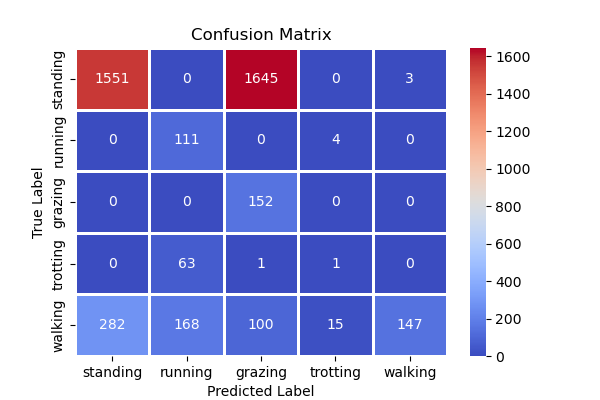 Confusion Matrix
standing 1551 0 1645 0 3
running 0 111 0 4 0
grazing 0 0 152 0 0
trotting 0 63 1 1 0
walking 282 168 100 15 147
standing running grazing trotting walking
True Label
Predicted Label
1600
1400
1200
1000
800
600
400
200
0